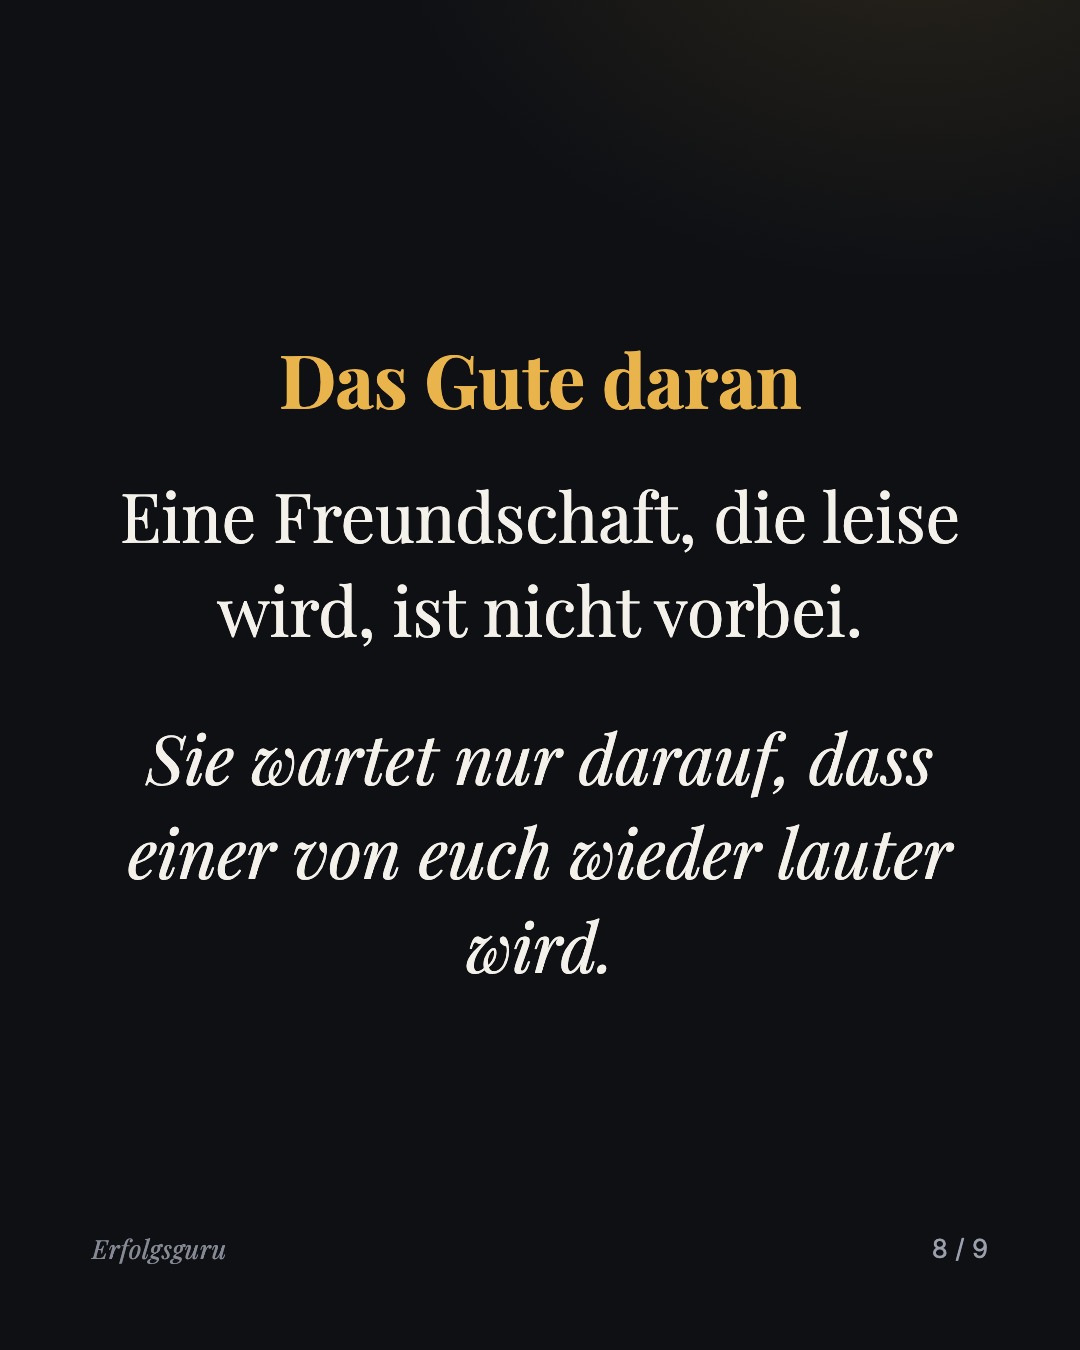 Das Gute daran
Eine Freundschaft, die leise
wird, ist nicht vorbei.
Sie wartet nur darauf, dass
einer von euch wieder lauter
wird.
Erfolgsguru
8 / 9